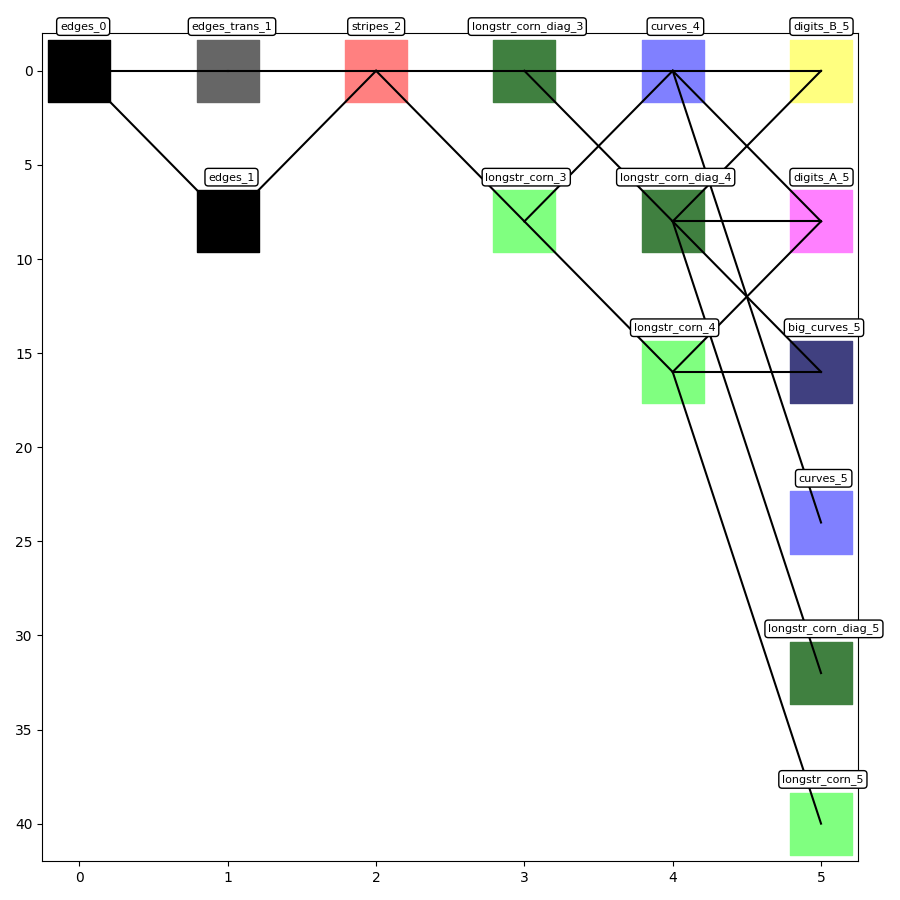 edges_0 edges_trans_1 stripes_2 longstr_corn_diag_3 curves_4 digits_B_5
0
edges_1 longstr_corn_3 longstr_corn_diag_4 digits_A_5
5
10
longstr_corn_4 big_curves_5
15
20
curves_5
25
longstr_corn_diag_5
30
35
longstr_corn_5
40
0 1 2 3 4 5